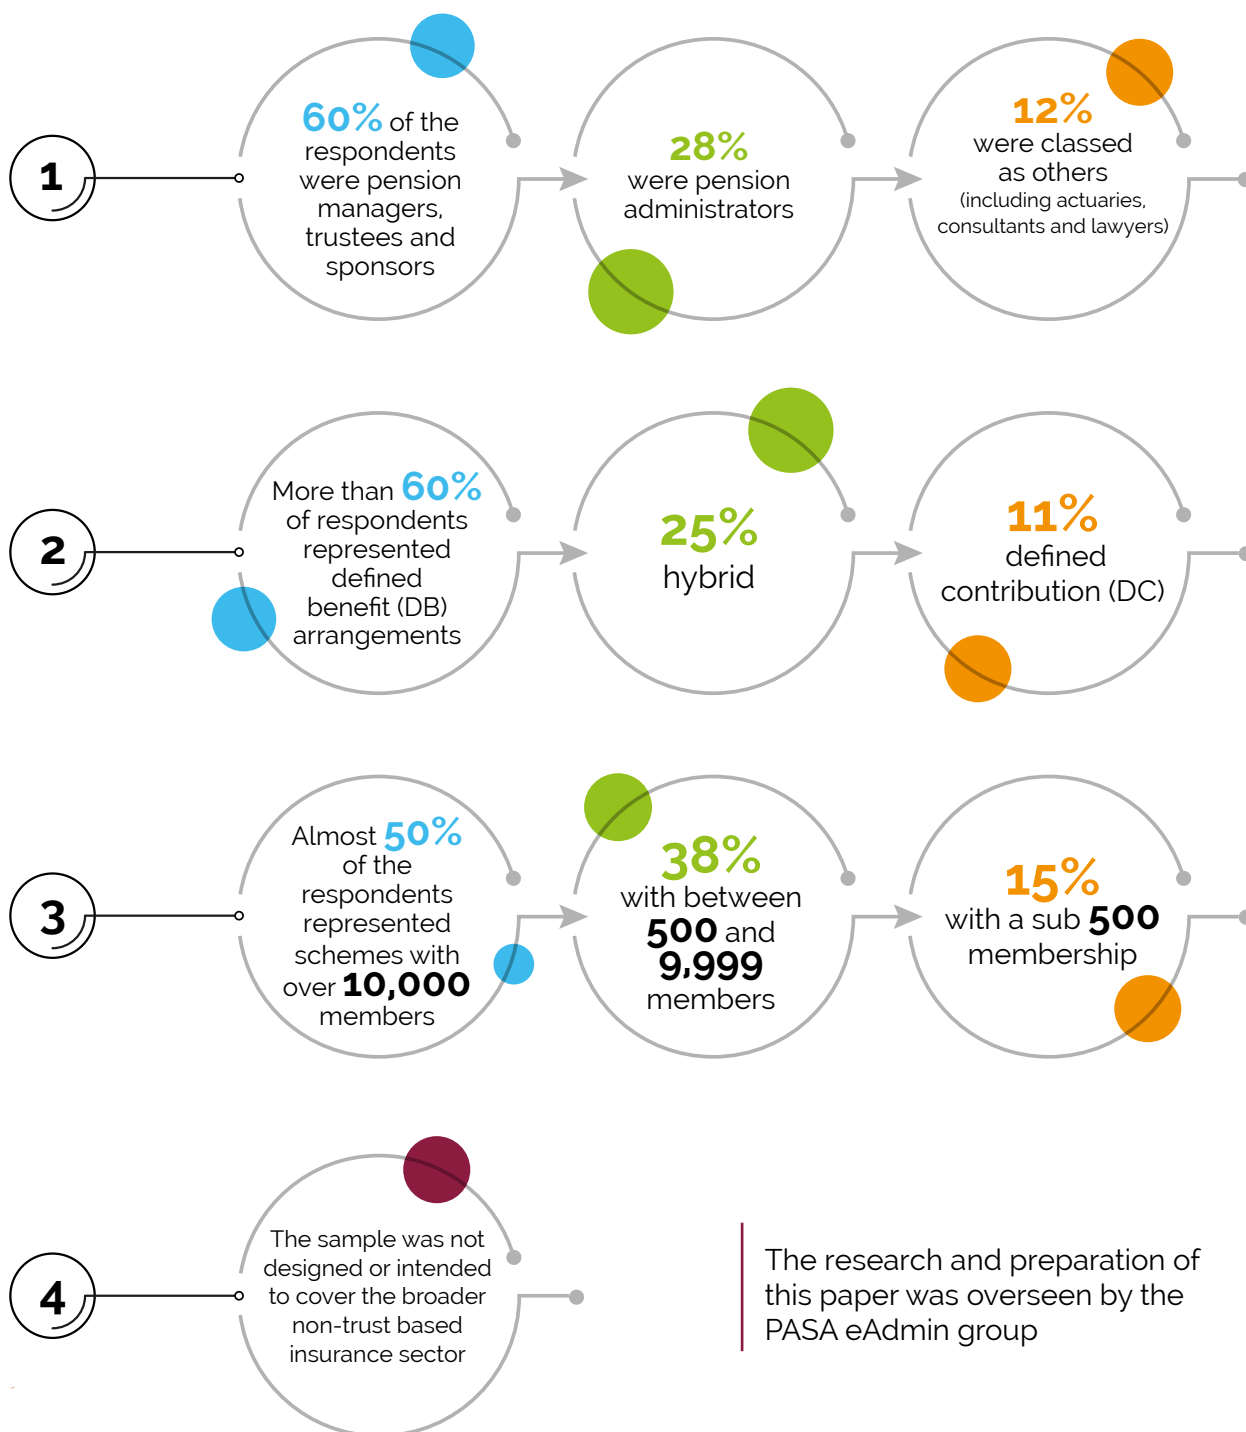 1
60% of the
respondents
were pension
managers,
trustees and
sponsors
28%
were pension
administrators
12%
were classed
as others
(including actuaries,
consultants and lawyers)
2
More than 60%
of respondents
represented
defined
benefit (DB)
arrangements
25%
hybrid
11%
defined
contribution (DC)
3
Almost 50%
of the
respondents
represented
schemes with
over 10,000
members
38%
with between
500 and
9,999
members
15%
with a sub 500
membership
4
The sample was not
designed or intended
to cover the broader
non-trust based
insurance sector
The research and preparation of
this paper was overseen by the
PASA eAdmin group